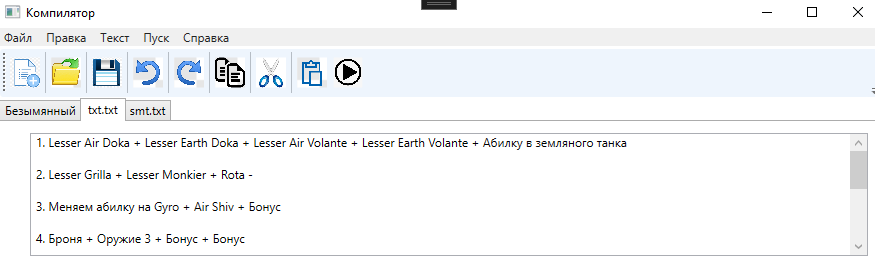 Компилятор
Файл Правка Текст Пуск Справка
Безымянный txt.txt smt.txt
1. Lesser Air Doka + Lesser Earth Doka + Lesser Air Volante + Lesser Earth Volante + Абилку в земляного танка
2. Lesser Grilla + Lesser Monkier + Rota -
3. Меняем абилку на Gyro + Air Shiv + Бонус
4. Броня + Оружие 3 + Бонус + Бонус